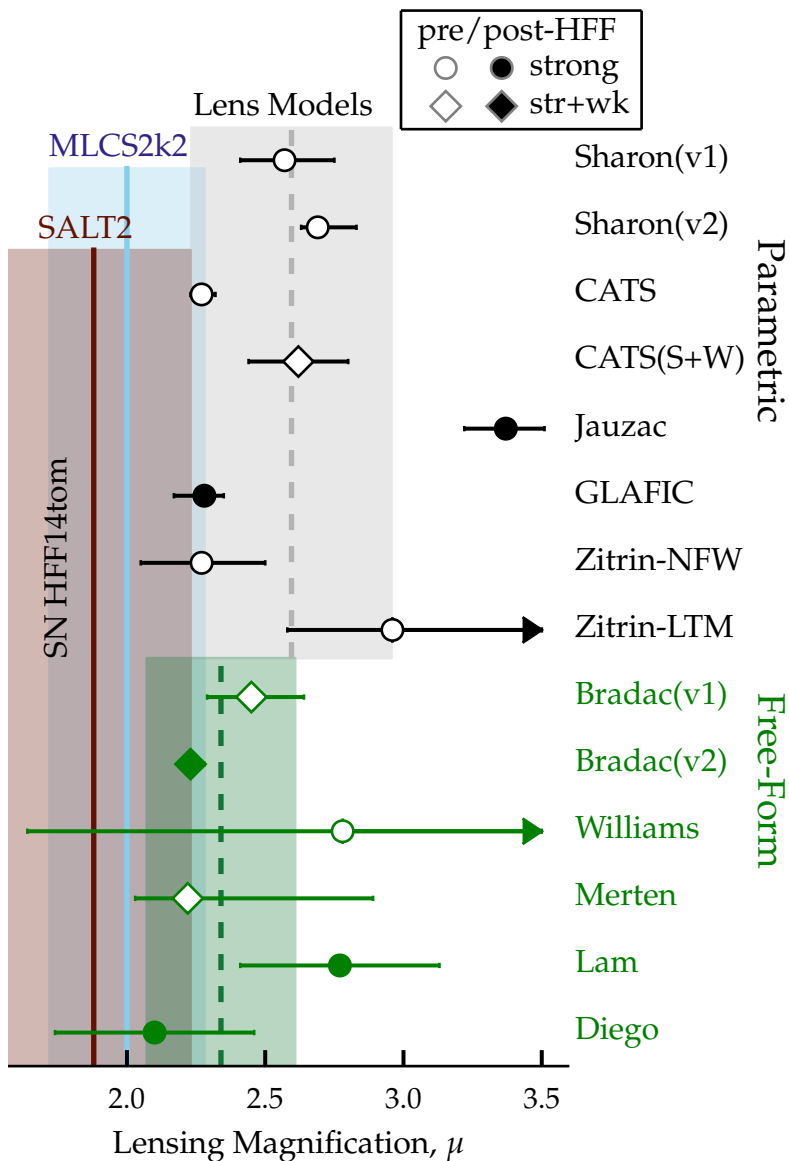 pre/post-HFF
strong
str+wk
Lens Models
MLCS2k2
SALT2
SN HFF14tom
Sharon(v1)
Sharon(v2)
CATS
CATS(S+W)
Jauzac
GLAFIC
Zitrin-NFW
Zitrin-LTM
Parametric
Bradac(v1)
Bradac(v2)
Williams
Merten
Lam
Diego
Free-Form
2.0 2.5 3.0 3.5
Lensing Magnification, μ